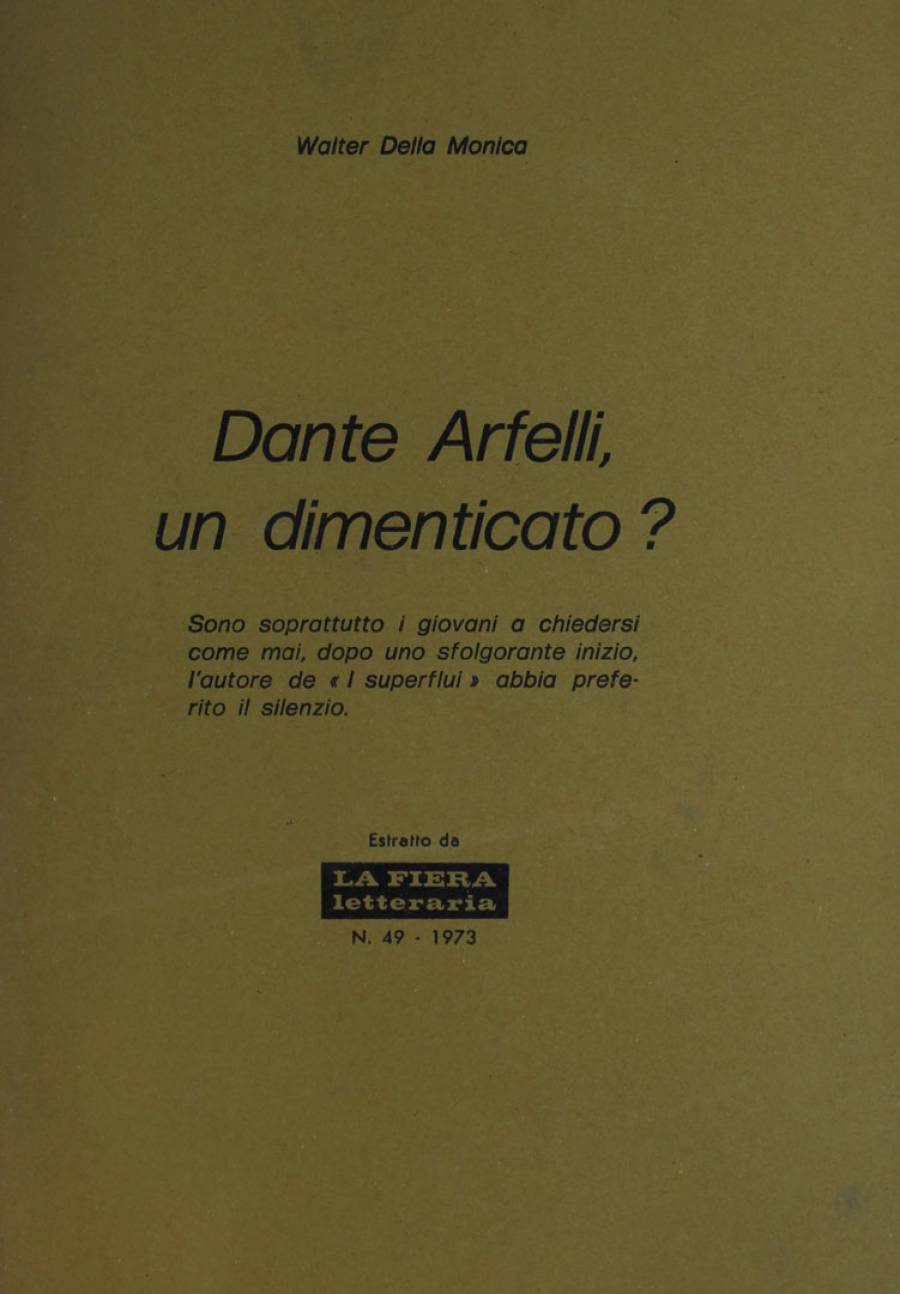 Walter Della Monica
Dante Arfelli,
un dimenticato ?
Sono soprattutto i giovani a chiedersi
come mai, dopo uno sfolgorante inizio,
l'autore de « I superflui » abbia prefe-
rito il silenzio.
Estratto da
LA FIERA
letteraria
N. 49 - 1973